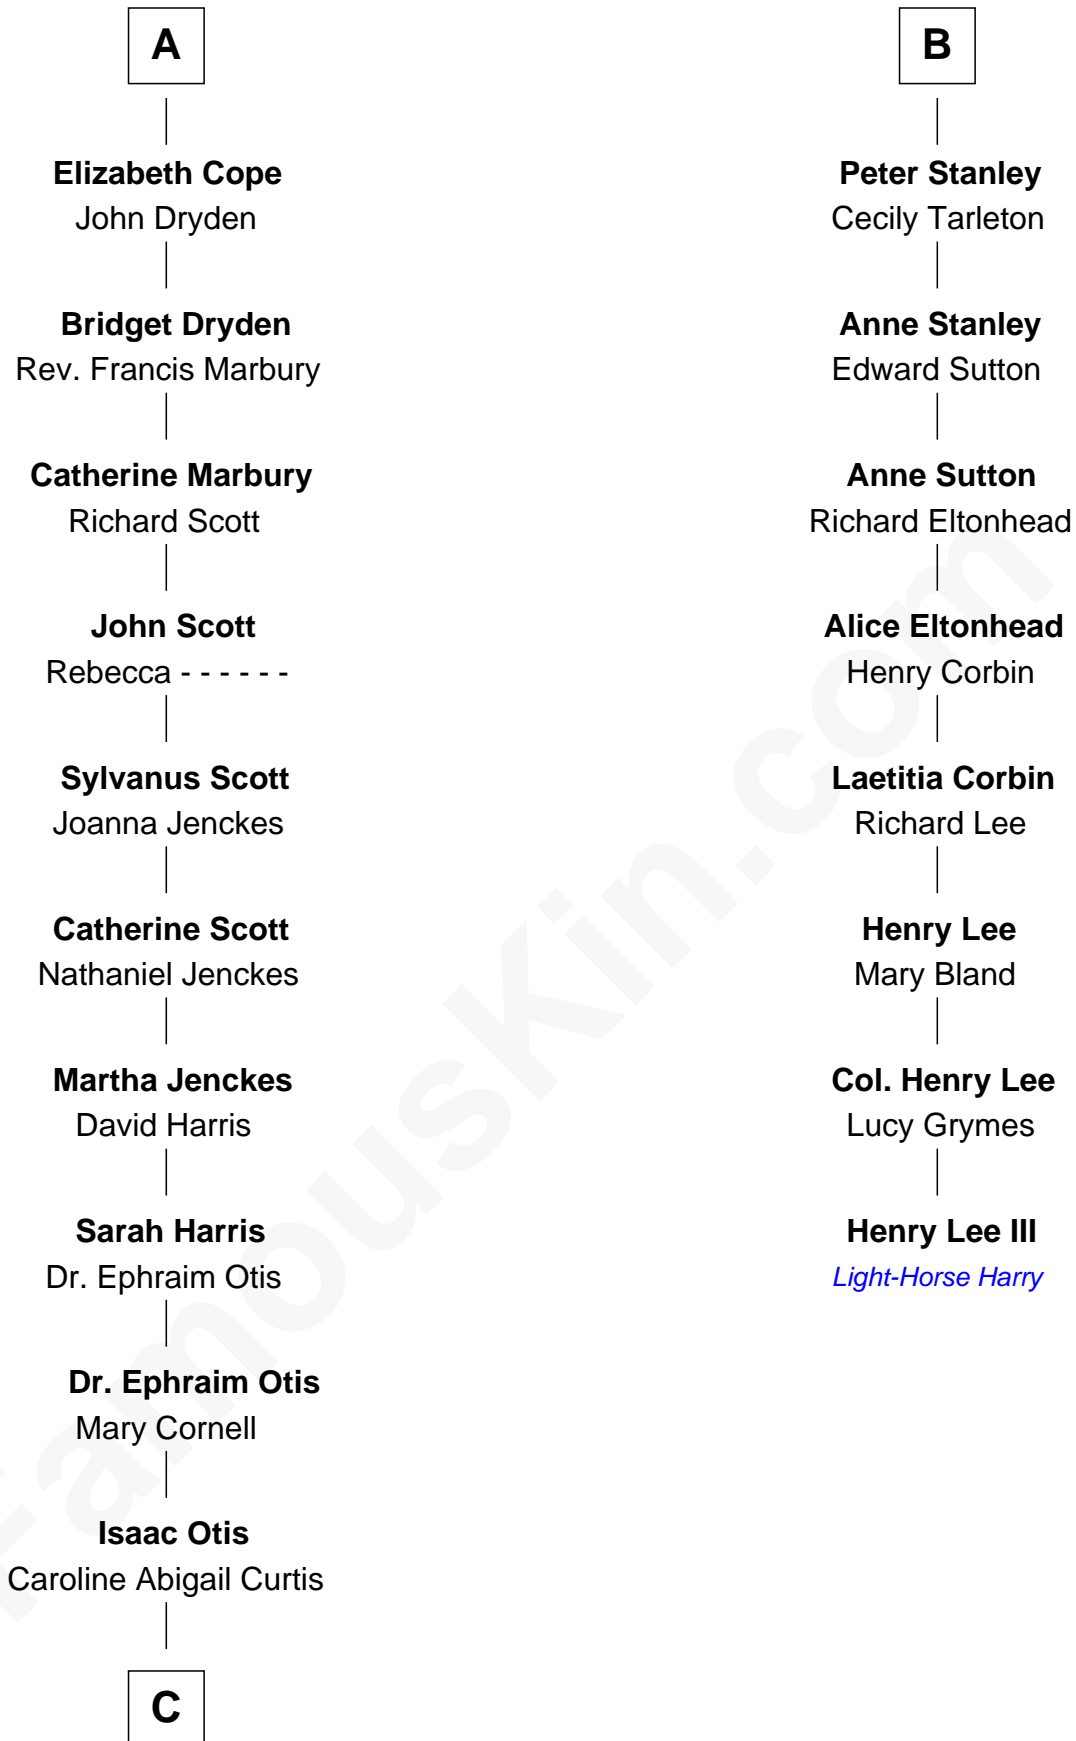 A
Elizabeth Cope
John Dryden
Bridget Dryden
Rev. Francis Marbury
Catherine Marbury
Richard Scott
John Scott
Rebecca - - - - - -
Sylvanus Scott
Joanna Jenckes
Catherine Scott
Nathaniel Jenckes
Martha Jenckes
David Harris
Sarah Harris
Dr. Ephraim Otis
Dr. Ephraim Otis
Mary Cornell
Isaac Otis
Caroline Abigail Curtis
C
B
Peter Stanley
Cecily Tarleton
Anne Stanley
Edward Sutton
Anne Sutton
Richard Eltonhead
Alice Eltonhead
Henry Corbin
Laetitia Corbin
Richard Lee
Henry Lee
Mary Bland
Col. Henry Lee
Lucy Grymes
Henry Lee III
Light-Horse Harry
FamousKin.com